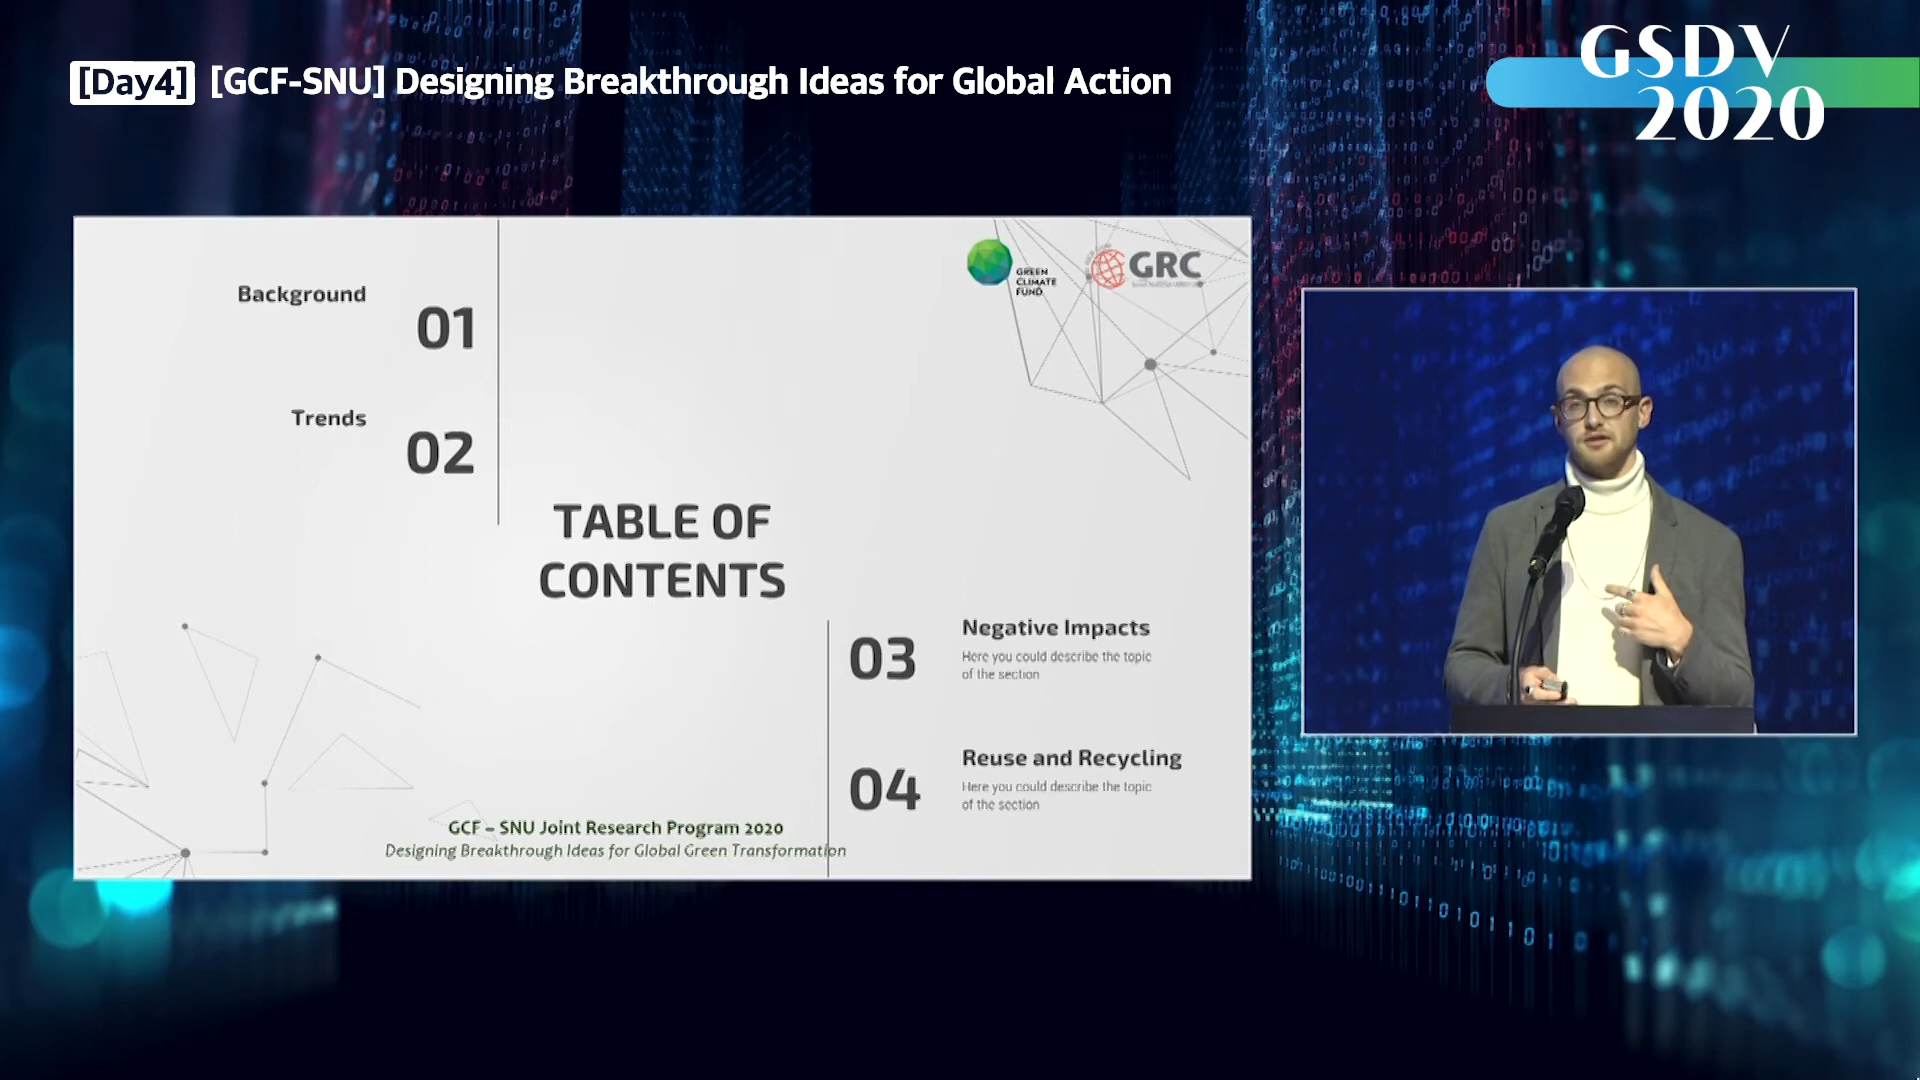 [Day4] [GCF-SNU] Designing Breakthrough Ideas for Global Action
GSDV
2020
GREEN
CLIMATE
FUND
GRC
Background
01
Trends
02
TABLE OF
CONTENTS
03
Negative Impacts
Here you could describe the topic
of the section
04
Reuse and Recycling
Here you could describe the topic
of the section
GCF – SNU Joint Research Program 2020
Designing Breakthrough Ideas for Global Green Transformation